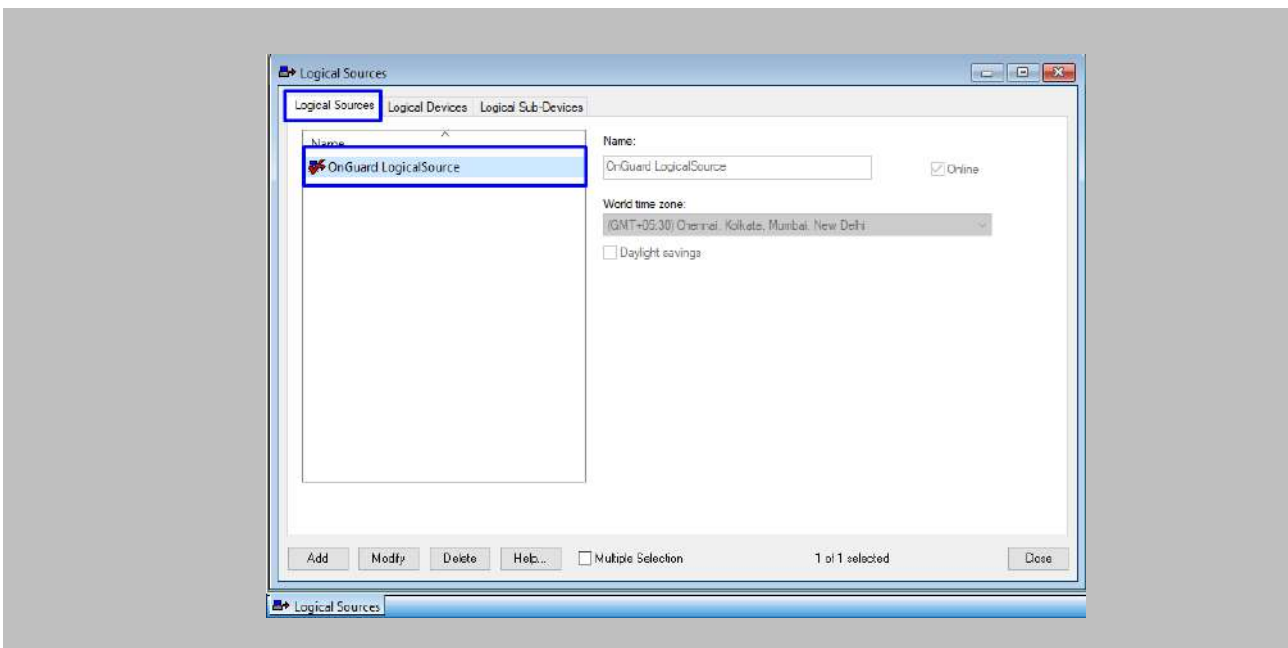 Logical Sources
Logical Sources Logical Devices Logical Sub-Devices
Name
OnGuard LogicalSource
Name:
OnGuard LogicalSource
Online
World time zone:
(GMT+05:30) Chennai, Kolkata, Mumbai, New Delhi
Daylight savings
Add Modify Delete Help... Multiple Selection 1 of 1 selected Close
Logical Sources